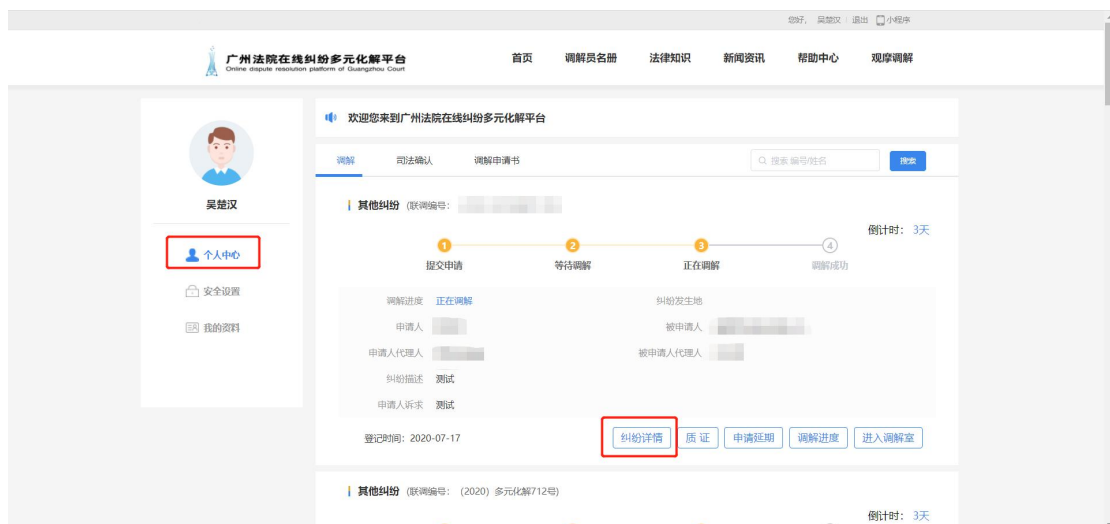 您好， 吴楚汉 退出 小程序
广州法院在线纠纷多元化解平台
Online dispute resolution platform of Guangzhou Court
首页 调解员名册 法律知识 新闻资讯 帮助中心 观摩调解
欢迎您来到广州法院在线纠纷多元化解平台
调解 司法确认 调解申请书 搜索 编号/姓名 搜索
吴楚汉
个人中心
安全设置
我的资料
其他纠纷 (联调编号：
倒计时： 3天
1 2 3 4
提交申请 等待调解 正在调解 调解成功
调解进度 正在调解 纠纷发生地
申请人 被申请人
申请人代理人 被申请人代理人
纠纷描述 测试
申请人诉求 测试
登记时间：2020-07-17 纠纷详情 质 证 申请延期 调解进度 进入调解室
其他纠纷 (联调编号： (2020) 多元化解712号)
倒计时： 3天